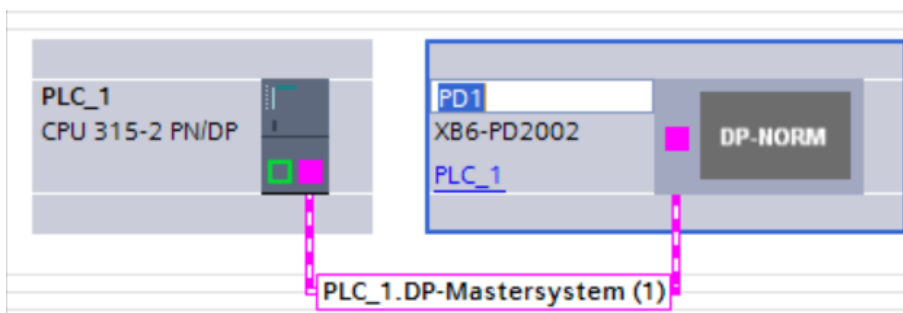 PLC_1
CPU 315-2 PN/DP
PD1
XB6-PD2002
PLC_1
DP-NORM
PLC_1.DP-Mastersystem (1)